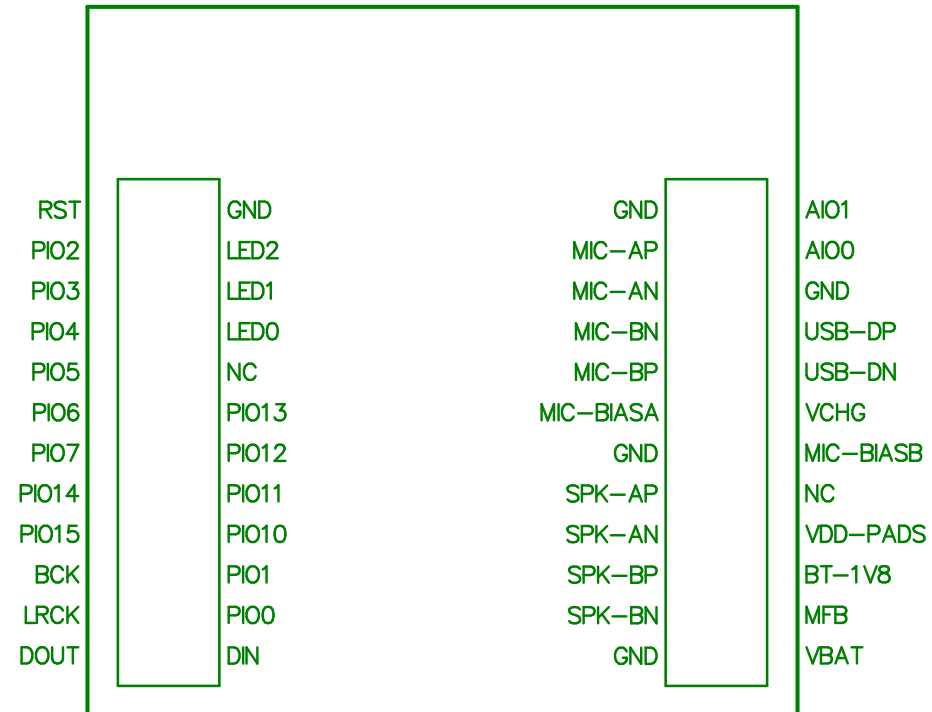 RST GND GND AIO1
PIO2 LED2 MIC-AP AIO0
PIO3 LED1 MIC-AN GND
PIO4 LED0 MIC-BN USB-DP
PIO5 NC MIC-BP USB-DN
PIO6 PIO13 MIC-BIASA VCHG
PIO7 PIO12 GND MIC-BIASB
PIO14 PIO11 SPK-AP NC
PIO15 PIO10 SPK-AN VDD-PADS
BCK PIO1 SPK-BP BT-1V8
LRCK PIO0 SPK-BN MFB
DOUT DIN GND VBAT